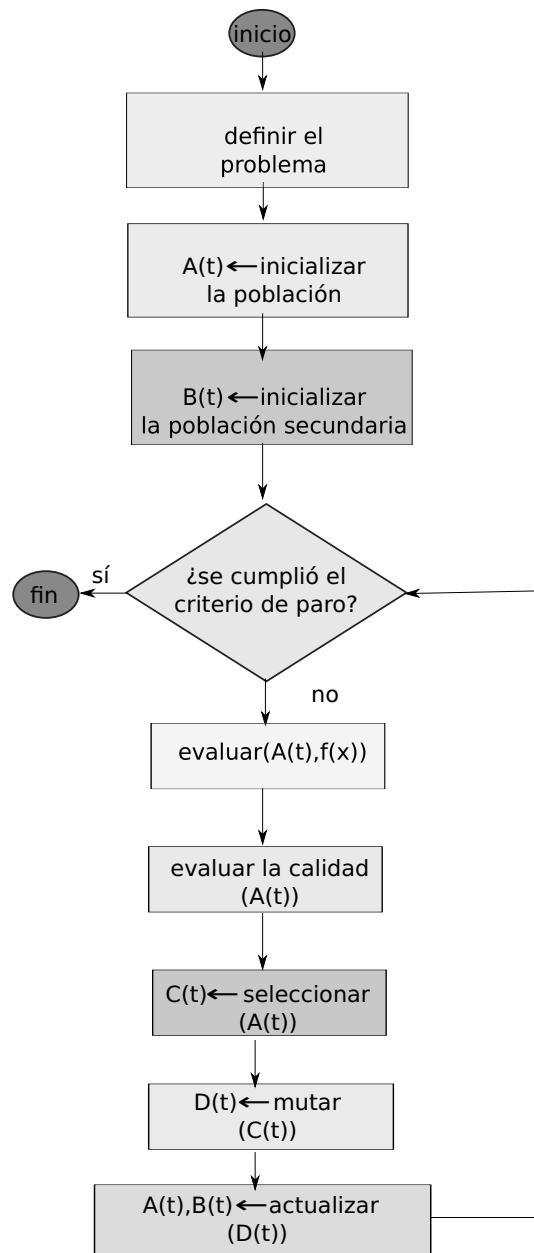 inicio
definir el
problema
A(t)←inicializar
la población
B(t)←inicializar
la población secundaria
¿se cumplió el
criterio de paro?
sí
fin
no
evaluar(A(t),f(x))
evaluar la calidad
(A(t))
C(t)← seleccionar
(A(t))
D(t)← mutar
(C(t))
A(t),B(t)←actualizar
(D(t))